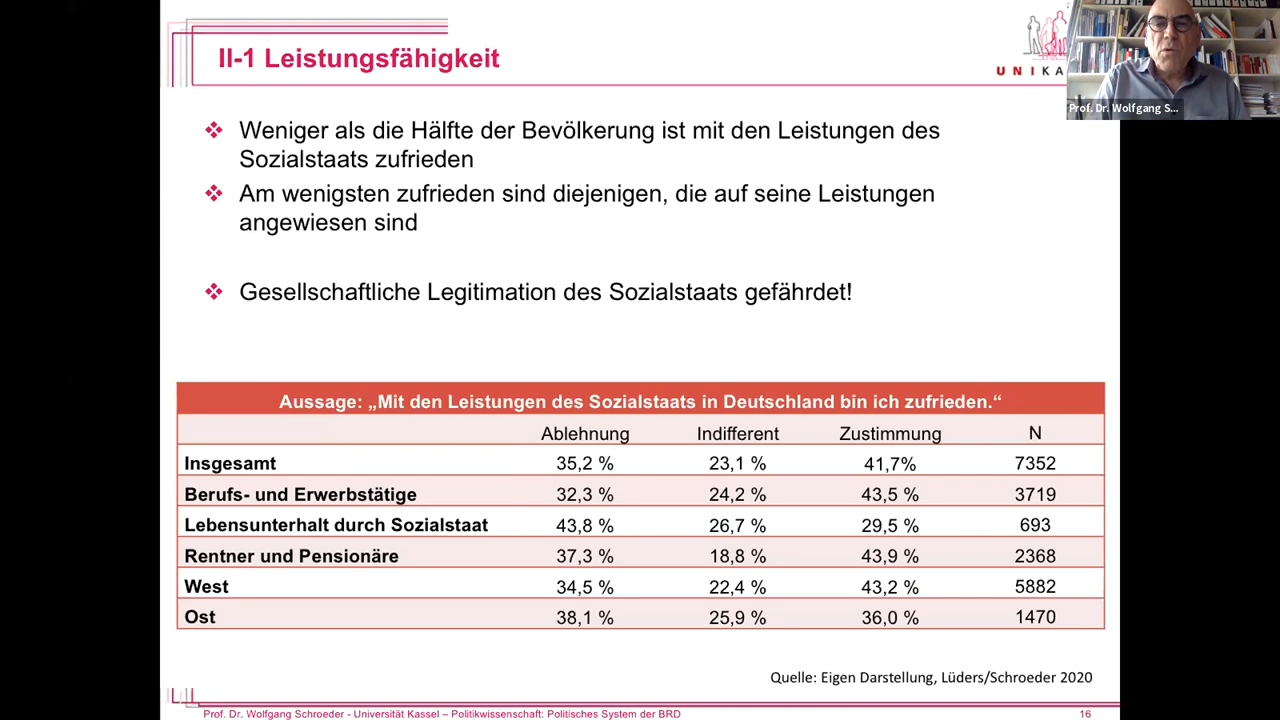 II-1 Leistungsfähigkeit
UNIKA
Prof. Dr. Wolfgang S...
❖ Weniger als die Hälfte der Bevölkerung ist mit den Leistungen des
Sozialstaats zufrieden
❖ Am wenigsten zufrieden sind diejenigen, die auf seine Leistungen
angewiesen sind
❖ Gesellschaftliche Legitimation des Sozialstaats gefährdet!
Aussage: „Mit den Leistungen des Sozialstaats in Deutschland bin ich zufrieden.“
Ablehnung Indifferent Zustimmung N
Insgesamt 35,2 % 23,1 % 41,7% 7352
Berufs- und Erwerbstätige 32,3 % 24,2 % 43,5 % 3719
Lebensunterhalt durch Sozialstaat 43,8 % 26,7 % 29,5 % 693
Rentner und Pensionäre 37,3 % 18,8 % 43,9 % 2368
West 34,5 % 22,4 % 43,2 % 5882
Ost 38,1 % 25,9 % 36,0 % 1470
Quelle: Eigen Darstellung, Lüders/Schroeder 2020
Prof. Dr. Wolfgang Schroeder - Universität Kassel – Politikwissenschaft: Politisches System der BRD 16